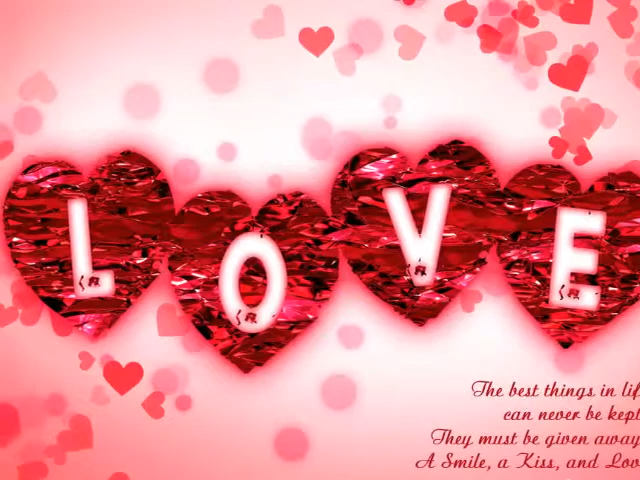 LOVE
The best things in lif
can never be kept
They must be given away
A Smile, a Kiss, and Lov